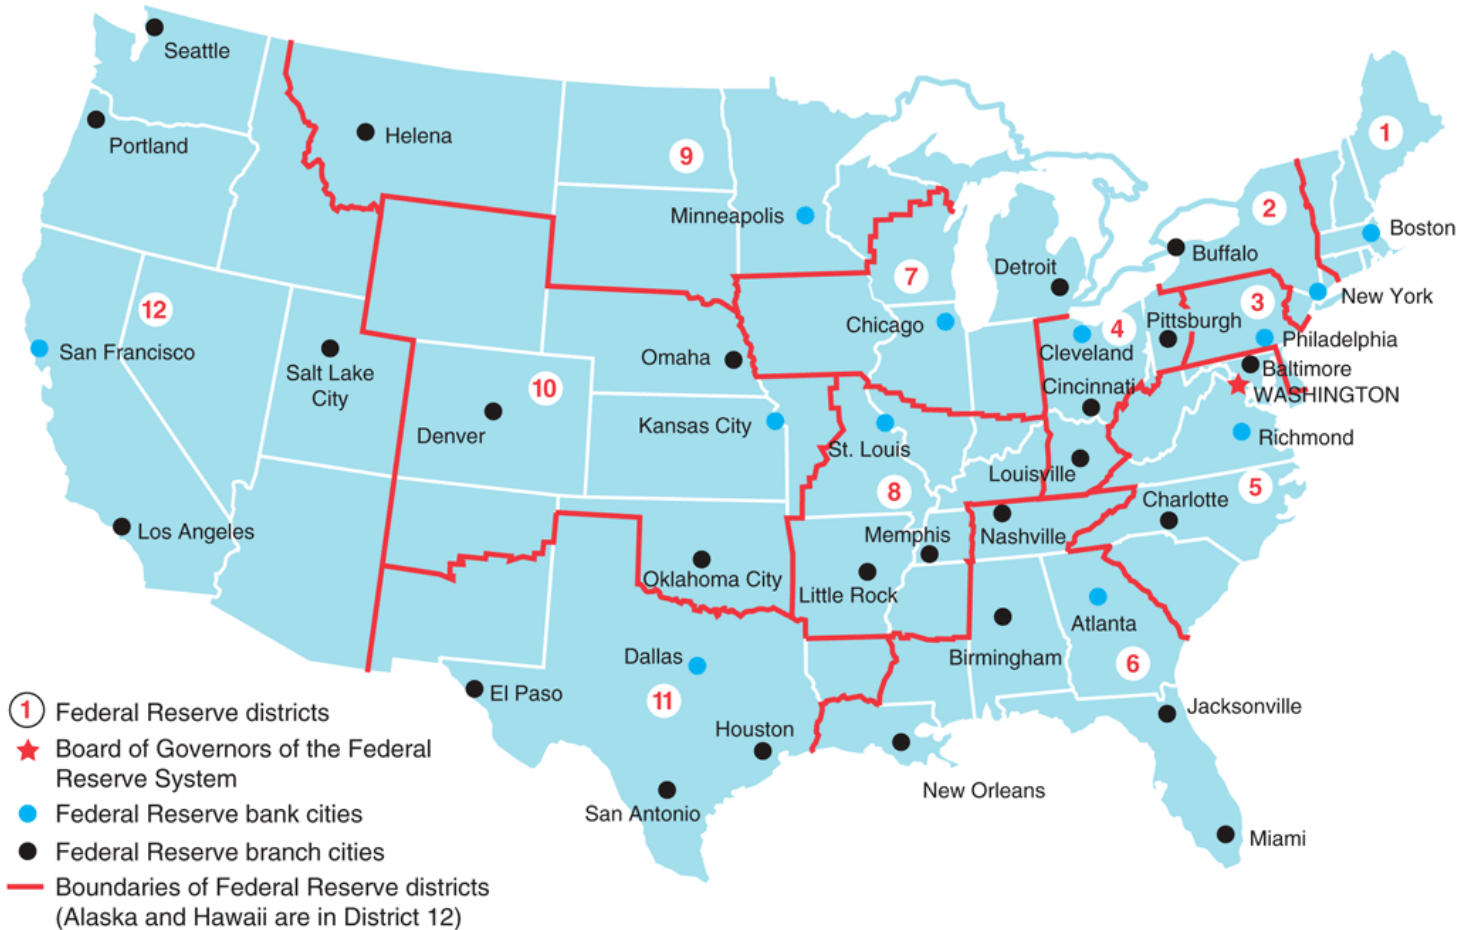 Seattle
Portland
Helena
9
1
Minneapolis
2
Boston
Buffalo
7
Detroit
12
3
New York
4
Pittsburgh
Chicago
Philadelphia
San Francisco
Cleveland
Omaha
Baltimore
Salt Lake
City
10
Cincinnati
WASHINGTON
Denver
Kansas City
St. Louis
Richmond
Louisville
8
5
Charlotte
Los Angeles
Memphis
Nashville
Oklahoma City
Little Rock
Atlanta
Dallas
Birmingham
6
El Paso
11
Jacksonville
Houston
New Orleans
San Antonio
Miami
1 Federal Reserve districts
Board of Governors of the Federal
Reserve System
Federal Reserve bank cities
Federal Reserve branch cities
Boundaries of Federal Reserve districts
(Alaska and Hawaii are in District 12)